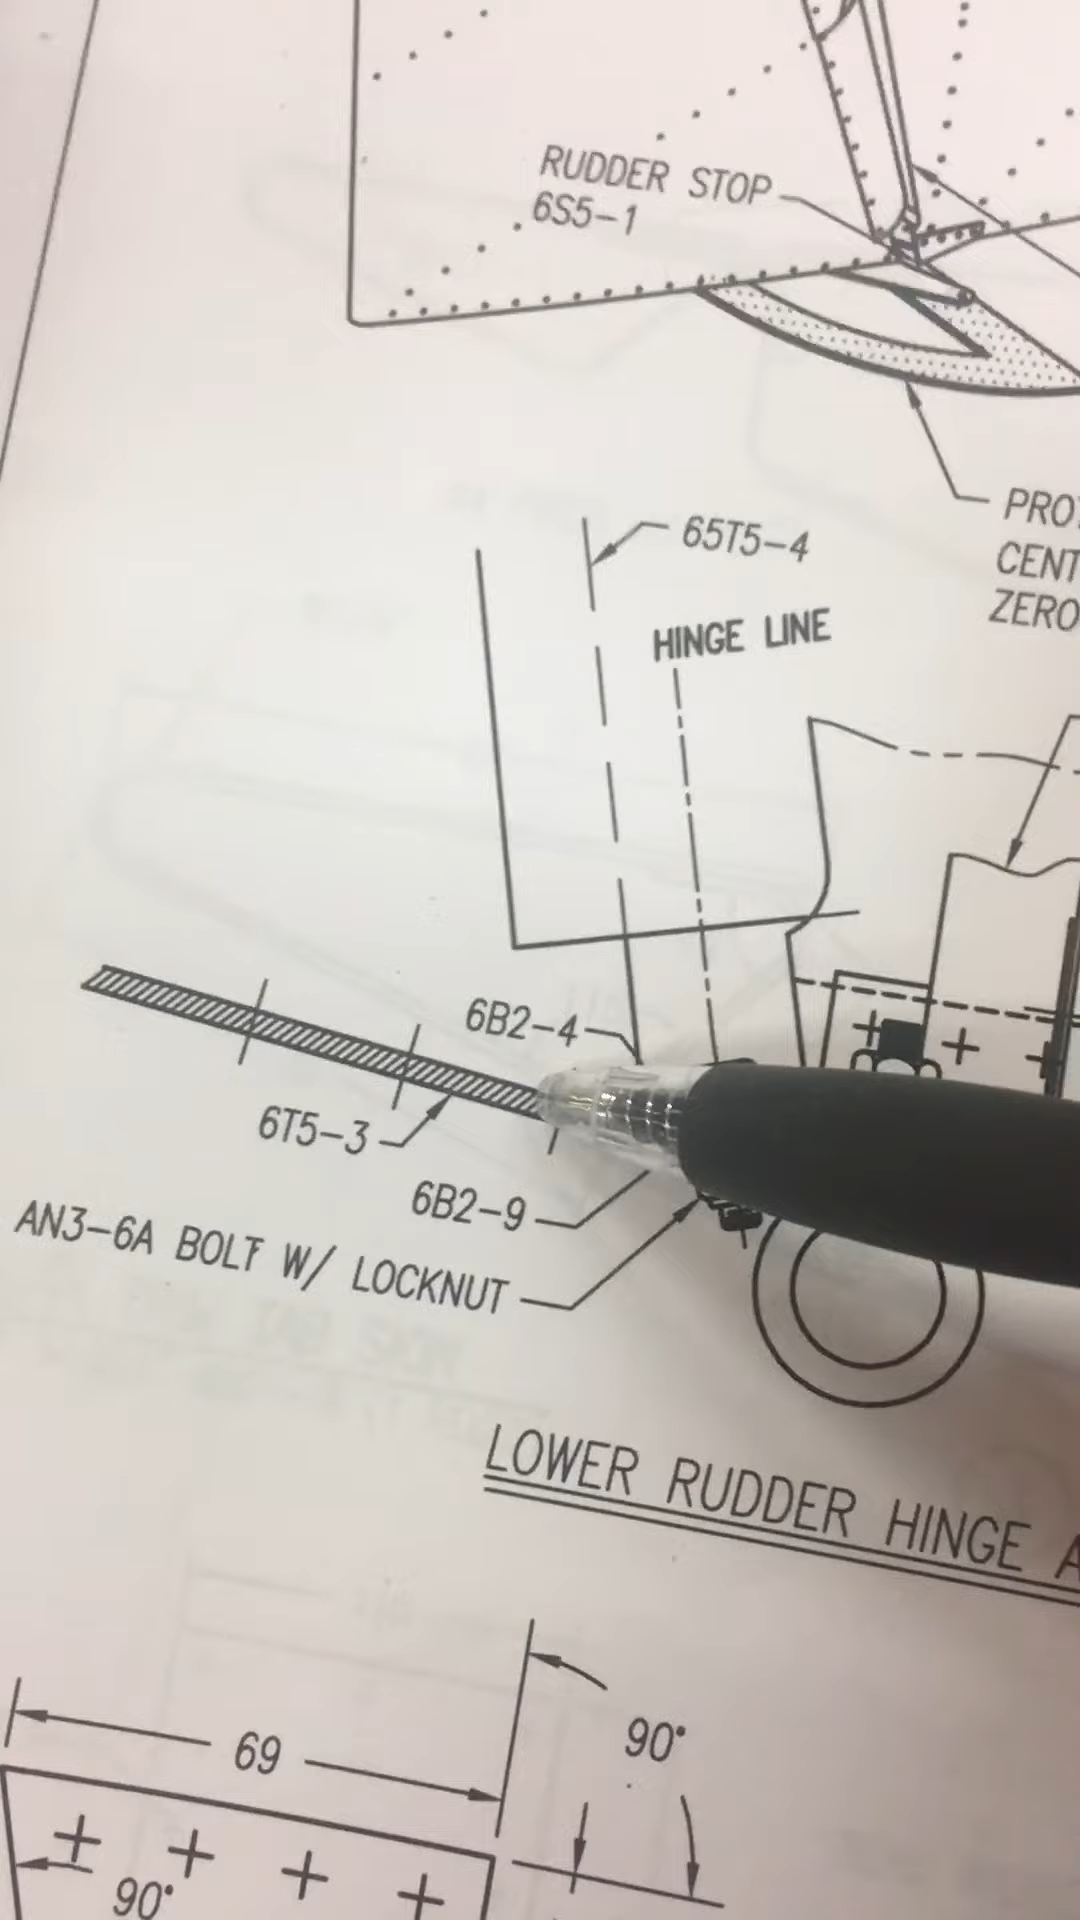 RUDDER STOP
6S5-1
PRO
CENT
ZERO
65T5-4
HINGE LINE
6B2-4
6T5-3
6B2-9
AN3-6A BOLT W/ LOCKNUT
LOWER RUDDER HINGE A
69
90°
90°